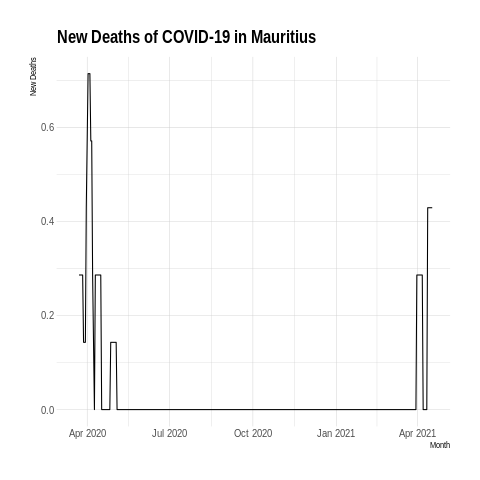 New Deaths of COVID-19 in Mauritius
New Deaths
0.6
0.4
0.2
0.0
Apr 2020 Jul 2020 Oct 2020 Jan 2021 Apr 2021
Month